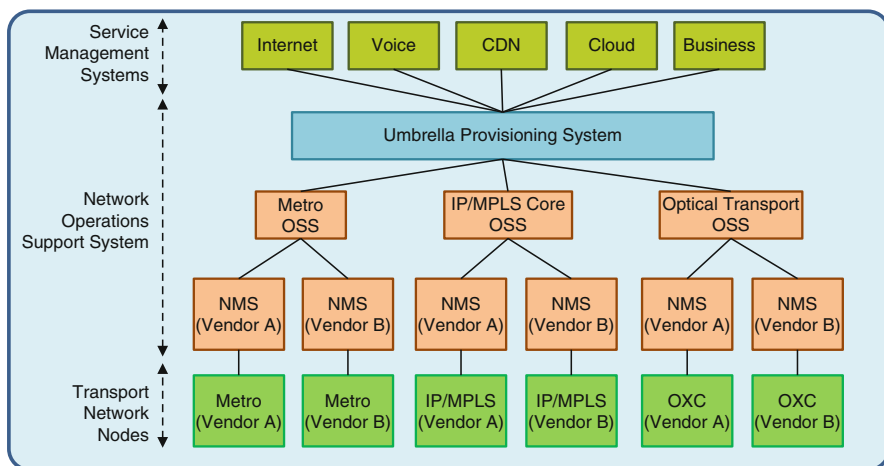 Service
Management
Systems
Internet
Voice
CDN
Cloud
Business
Umbrella Provisioning System
Network
Operations
Support System
Metro
OSS
IP/MPLS Core
OSS
Optical Transport
OSS
NMS
(Vendor A)
NMS
(Vendor B)
NMS
(Vendor A)
NMS
(Vendor B)
NMS
(Vendor A)
NMS
(Vendor B)
Transport
Network
Nodes
Metro
(Vendor A)
Metro
(Vendor B)
IP/MPLS
(Vendor A)
IP/MPLS
(Vendor B)
OXC
(Vendor A)
OXC
(Vendor B)